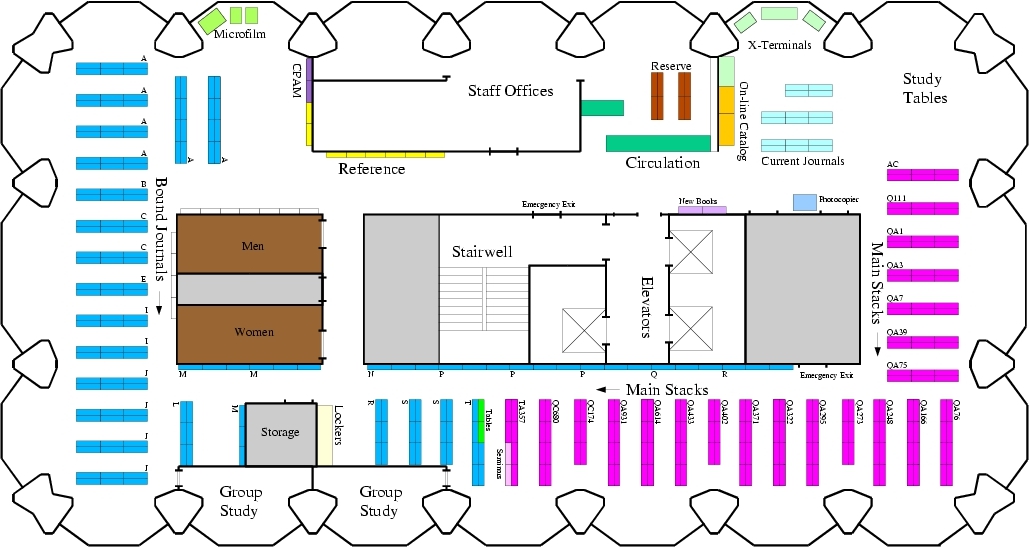 Microfilm
X-Terminals
A
A
A
A
B
C
C
E
I
I
J
J
J
J
A
A
Bound Journals
CPAM
Staff Offices
Reserve
Reference
Circulation
On-line Catalog
Current Journals
Study
Tables
AC
Q111
QA1
QA3
QA7
QA39
QA75
Main Stacks
Emergency Exit
New Books
Photocopier
Men
Women
Stairwell
Elevators
M
M
N
P
P
P
Q
R
Emergency Exit
Main Stacks
L
M
Storage
Lockers
R
S
S
T
Tables
Seminars
TA357
QC680
QC174
QA931
QA614
QA433
QA402
QA371
QA322
QA295
QA273
QA248
QA166
QA76
Group
Study
Group
Study